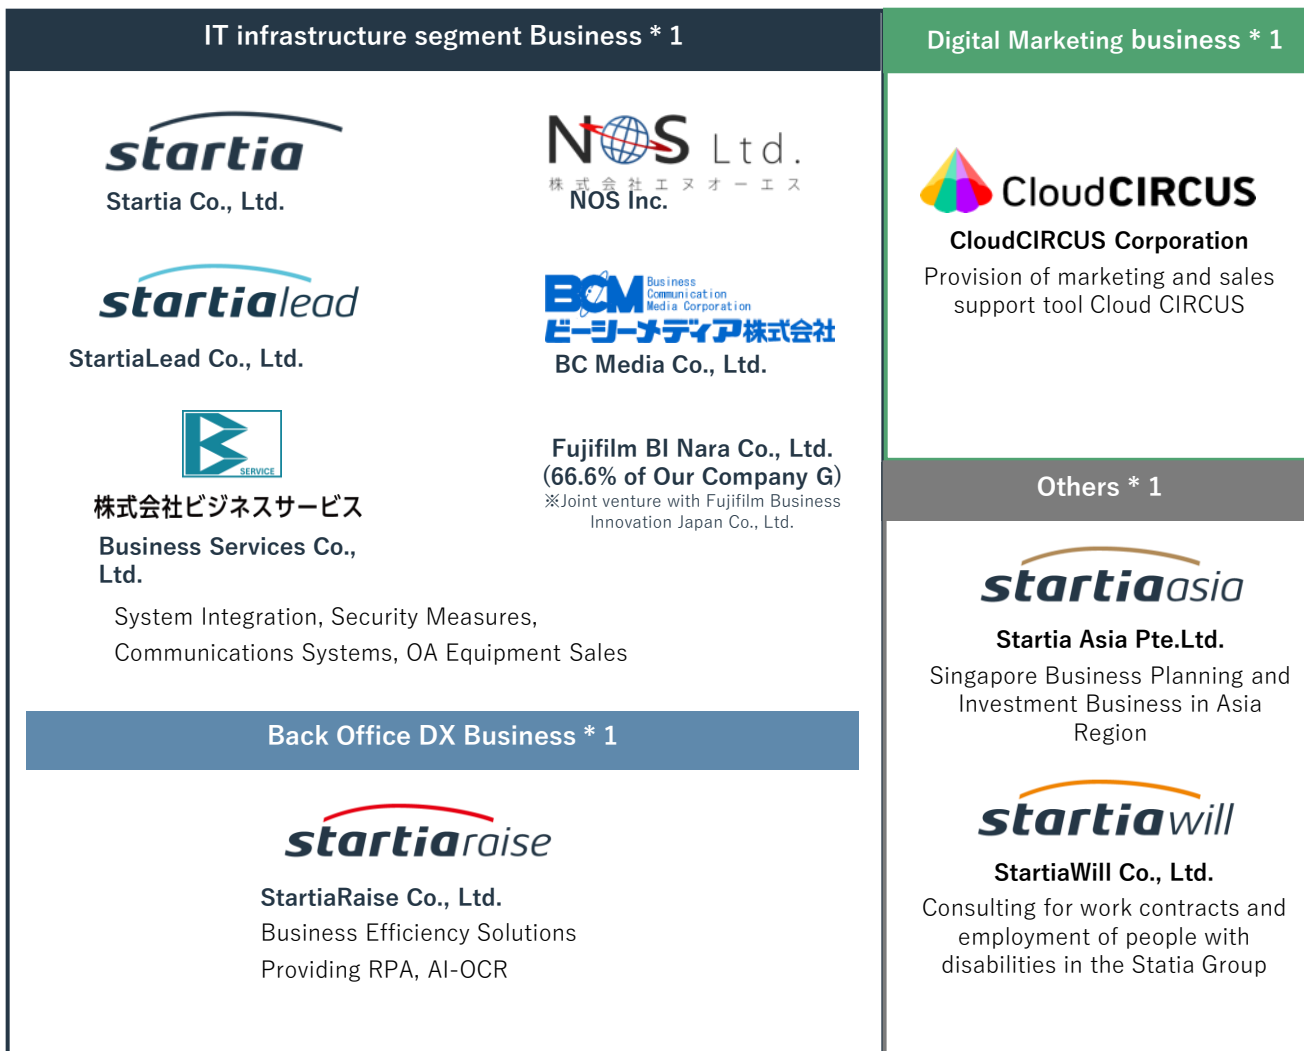 IT infrastructure segment Business * 1
startia
Startia Co., Ltd.
NOS Ltd.
株式会社エヌオーエス
NOS Inc.
startialead
StartiaLead Co., Ltd.
BCM
Business
Communication
Media Corporation
ビーシーメディア株式会社
BC Media Co., Ltd.
SERVICE
株式会社ビジネスサービス
Business Services Co.,
Ltd.
Fujifilm BI Nara Co., Ltd.
(66.6% of Our Company G)
※Joint venture with Fujifilm Business
Innovation Japan Co., Ltd.
System Integration, Security Measures,
Communications Systems, OA Equipment Sales
Back Office DX Business * 1
startiaraise
StartiaRaise Co., Ltd.
Business Efficiency Solutions
Providing RPA, AI-OCR
Digital Marketing business * 1
CloudCIRCUS
CloudCIRCUS Corporation
Provision of marketing and sales
support tool Cloud CIRCUS
Others * 1
startiaasia
Startia Asia Pte.Ltd.
Singapore Business Planning and
Investment Business in Asia
Region
startiawill
StartiaWill Co., Ltd.
Consulting for work contracts and
employment of people with
disabilities in the Statia Group